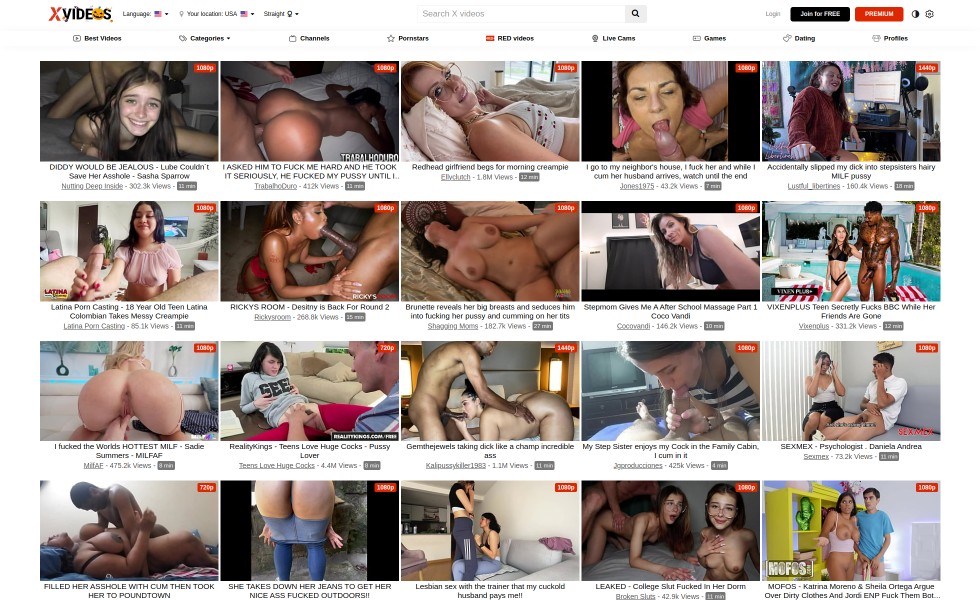 XVIDEOS
Language:
Your location: USA
Straight
Search X videos
Login
Join for FREE
PREMIUM
Best Videos
Categories
Channels
Pornstars
RED videos
Live Cams
Games
Dating
Profiles
1080p
1080p
1080p
1080p
1440p
TRABALHODURO
DIDDY WOULD BE JEALOUS - Lube Couldn´t
Save Her Asshole - Sasha Sparrow
Nutting Deep Inside - 302.3k Views - 11 min
I ASKED HIM TO FUCK ME HARD AND HE TOOK
IT SERIOUSLY, HE FUCKED MY PUSSY UNTIL I..
TrabalhoDuro - 412k Views - 11 min
Redhead girlfriend begs for morning creampie
Ellyclutch - 1.8M Views - 12 min
I go to my neighbor's house, I fuck her and while I
cum her husband arrives, watch until the end
Jones1975 - 43.2k Views - 7 min
Accidentally slipped my dick into stepsisters hairy
MILF pussy
Lustful_libertines - 160.4k Views - 18 min
1080p
1080p
1080p
1080p
1080p
LATINA
RICKY'S
VIXEN PLUS+
Latina Porn Casting - 18 Year Old Teen Latina
Colombian Takes Messy Creampie
Latina Porn Casting - 85.1k Views - 11 min
RICKYS ROOM - Desitny is Back For Round 2
Rickysroom - 268.8k Views - 15 min
Brunette reveals her big breasts and seduces him
into fucking her pussy and cumming on her tits
Shagging Moms - 182.7k Views - 27 min
Stepmom Gives Me A After School Massage Part 1
Coco Vandi
Cocovandi - 146.2k Views - 10 min
VIXENPLUS Teen Secretly Fucks BBC While Her
Friends Are Gone
Vixenplus - 331.2k Views - 12 min
1080p
720p
1440p
1080p
1080p
GEEK
REALITYKINGS.COM/FREE
SEXMEX
I fucked the Worlds HOTTEST MILF - Sadie
Summers - MILFAF
MilfAF - 475.2k Views - 8 min
RealityKings - Teens Love Huge Cocks - Pussy
Lover
Teens Love Huge Cocks - 4.4M Views - 8 min
Gemthejewels taking dick like a champ incredible
ass
Kalipussykiller1983 - 1.1M Views - 11 min
My Step Sister enjoys my Cock in the Family Cabin,
I cum in it
Jgproducciones - 425k Views - 4 min
SEXMEX - Psychologist . Daniela Andrea
Sexmex - 73.2k Views - 11 min
720p
1080p
1080p
1080p
1080p
MOFOS
FILLED HER ASSHOLE WITH CUM THEN TOOK
HER TO POUNDTOWN
SHE TAKES DOWN HER JEANS TO GET HER
NICE ASS FUCKED OUTDOORS!!
Lesbian sex with the trainer that my cuckold
husband pays me!!
LEAKED - College Slut Fucked In Her Dorm
Broken Sluts - 42.9k Views - 11 min
MOFOS - Katrina Moreno & Sheila Ortega Argue
Over Dirty Clothes And Jordi ENP Fuck Them Bot...